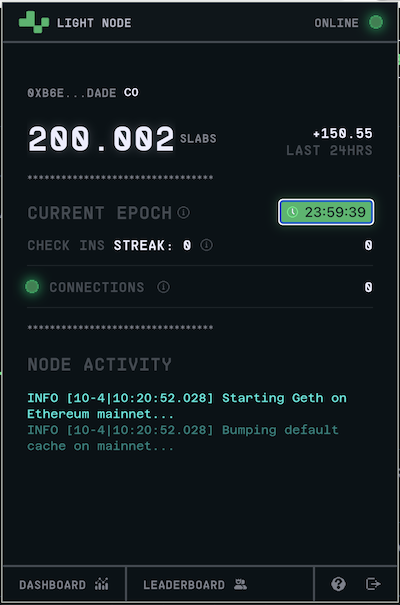 LIGHT NODE
ONLINE
0XB6E...DADE CO
200.002 SLABS
+150.55
LAST 24HRS
CURRENT EPOCH
23:59:39
CHECK INS STREAK: 0
0
CONNECTIONS
0
NODE ACTIVITY
INFO [10-4|10:20:52.028] Starting Geth on
Ethereum mainnet...
INFO [10-4|10:20:52.028] Bumping default
cache on mainnet...
DASHBOARD
LEADERBOARD